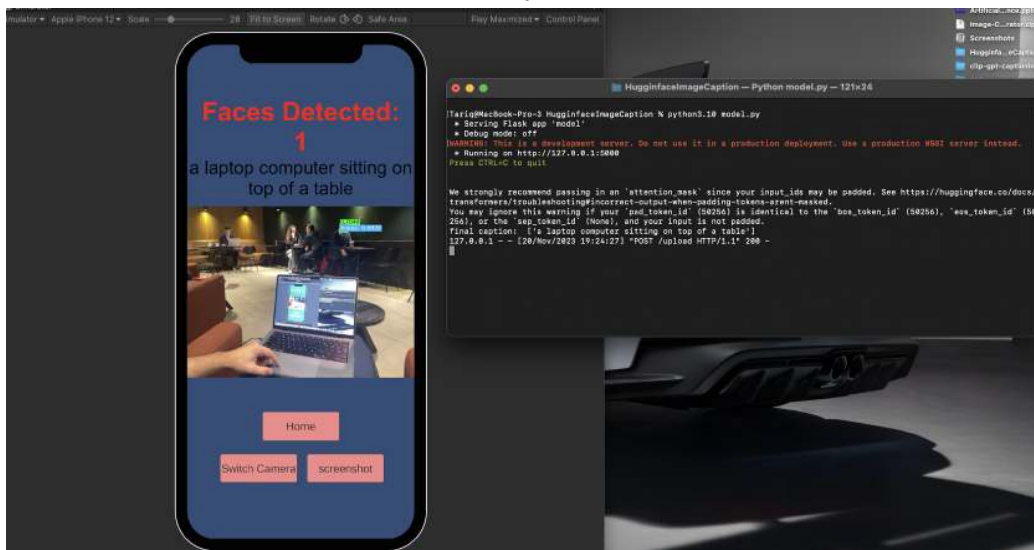 Apple iPhone 12 Scale 28 Fit to Screen Rotate Safe Area Play Maximized Control Panel
Screenshots
Faces Detected:
1
a laptop computer sitting on
top of a table
Home
Switch Camera screenshot
HugginfaceImageCaption — Python model.py — 121×24
Tariq@MacBook-Pro-3 HugginfaceImageCaption % python3.10 model.py
* Serving Flask app 'model'
* Debug mode: off
WARNING: This is a development server. Do not use it in a production deployment. Use a production WSGI server instead.
* Running on http://127.0.0.1:5000
Press CTRL+C to quit
We strongly recommend passing in an `attention_mask` since your input_ids may be padded. See https://huggingface.co/docs/
transformers/troubleshooting#incorrect-output-when-padding-tokens-arent-masked.
You may ignore this warning if your `pad_token_id` (50256) is identical to the `bos_token_id` (50256), `eos_token_id` (50
256), or the `sep_token_id` (None), and your input is not padded.
final caption: ['a laptop computer sitting on top of a table']
127.0.0.1 - - [20/Nov/2023 19:24:27] "POST /upload HTTP/1.1" 200 -